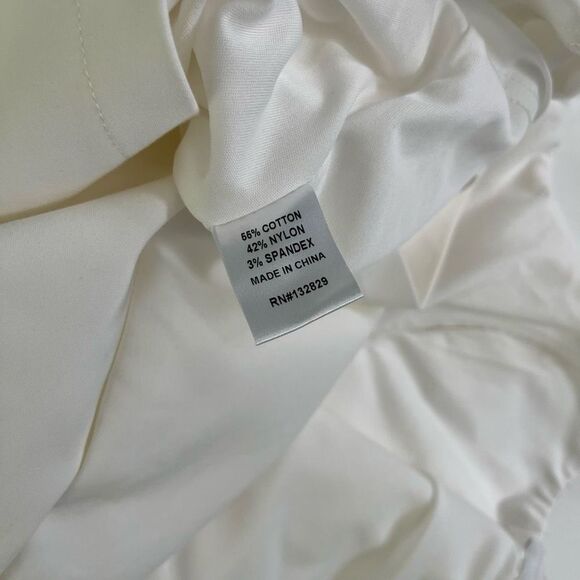 55% COTTON
42% NYLON
3% SPANDEX
MADE IN CHINA
RN#132829